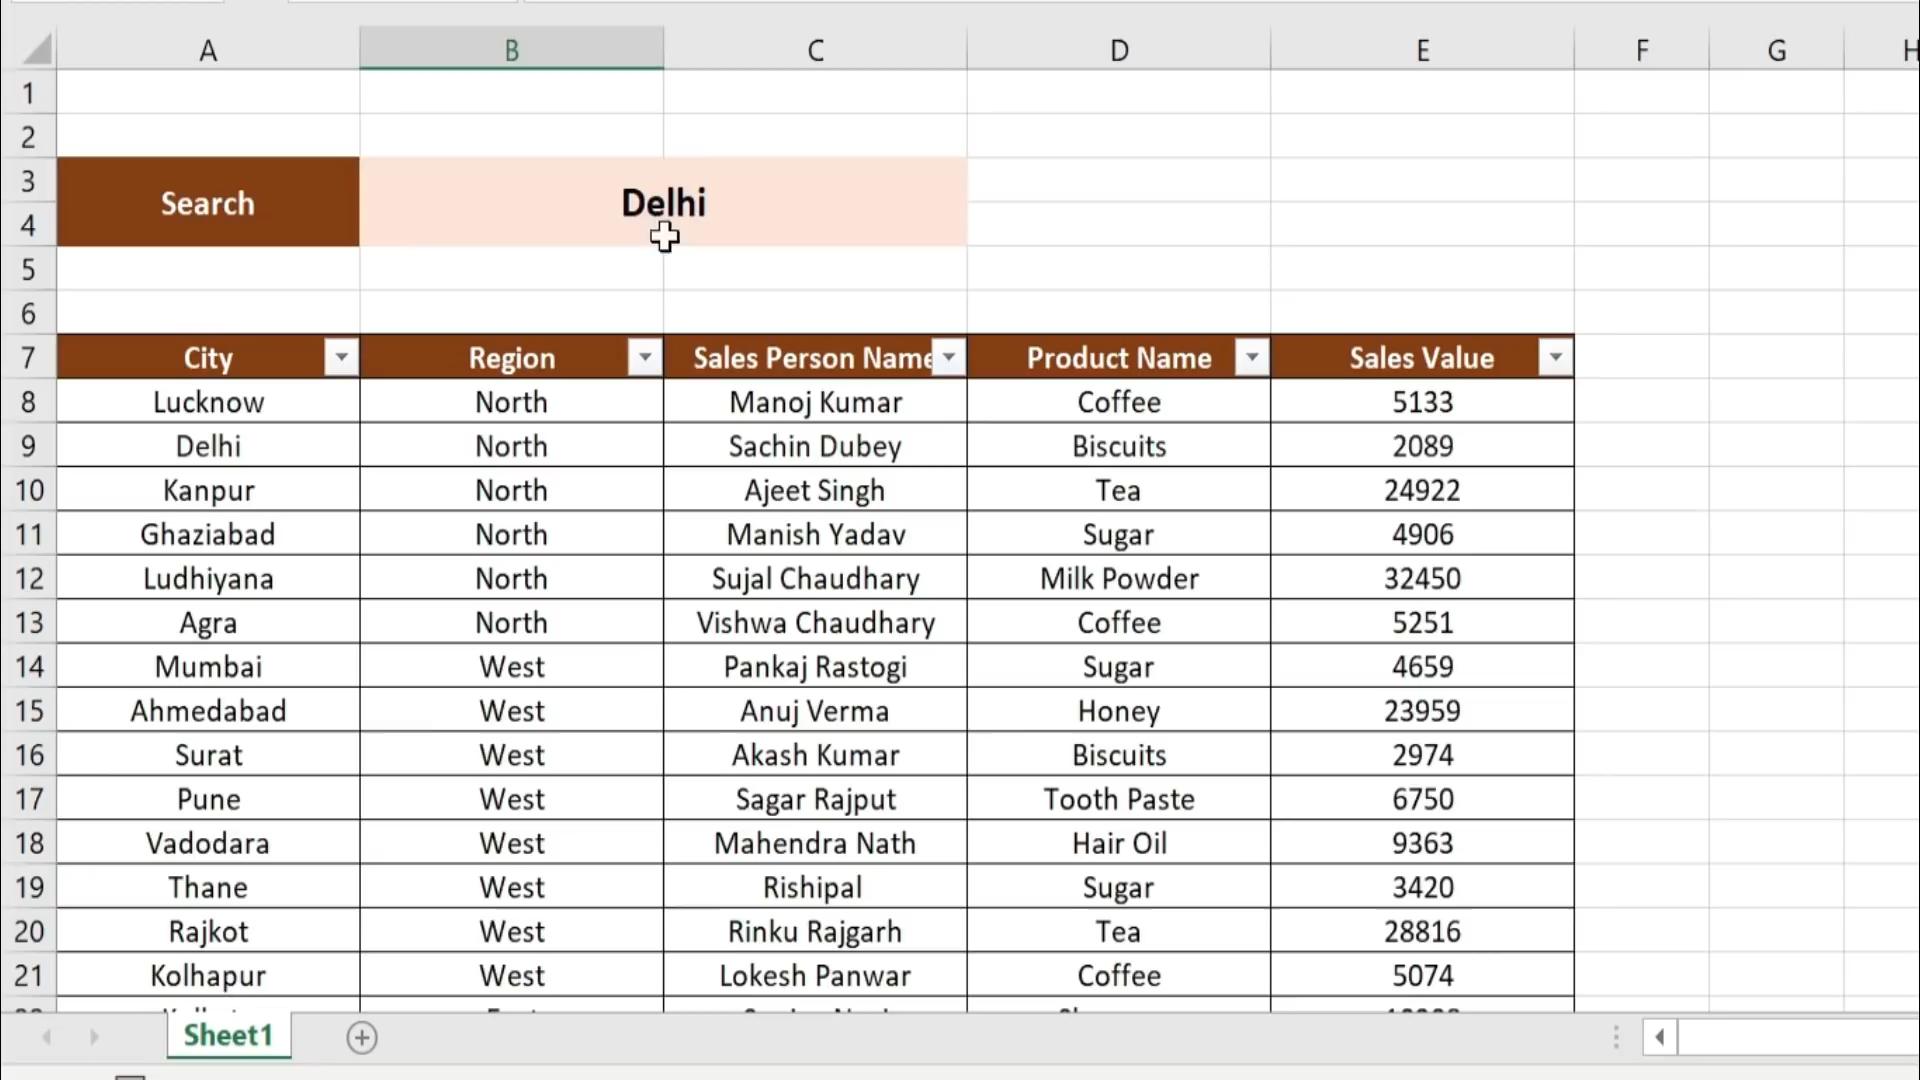 A B C D E F G H
1
2
3
Search Delhi
4
5
6
7 City Region Sales Person Name Product Name Sales Value
8 Lucknow North Manoj Kumar Coffee 5133
9 Delhi North Sachin Dubey Biscuits 2089
10 Kanpur North Ajeet Singh Tea 24922
11 Ghaziabad North Manish Yadav Sugar 4906
12 Ludhiyana North Sujal Chaudhary Milk Powder 32450
13 Agra North Vishwa Chaudhary Coffee 5251
14 Mumbai West Pankaj Rastogi Sugar 4659
15 Ahmedabad West Anuj Verma Honey 23959
16 Surat West Akash Kumar Biscuits 2974
17 Pune West Sagar Rajput Tooth Paste 6750
18 Vadodara West Mahendra Nath Hair Oil 9363
19 Thane West Rishipal Sugar 3420
20 Rajkot West Rinku Rajgarh Tea 28816
21 Kolhapur West Lokesh Panwar Coffee 5074
Sheet1